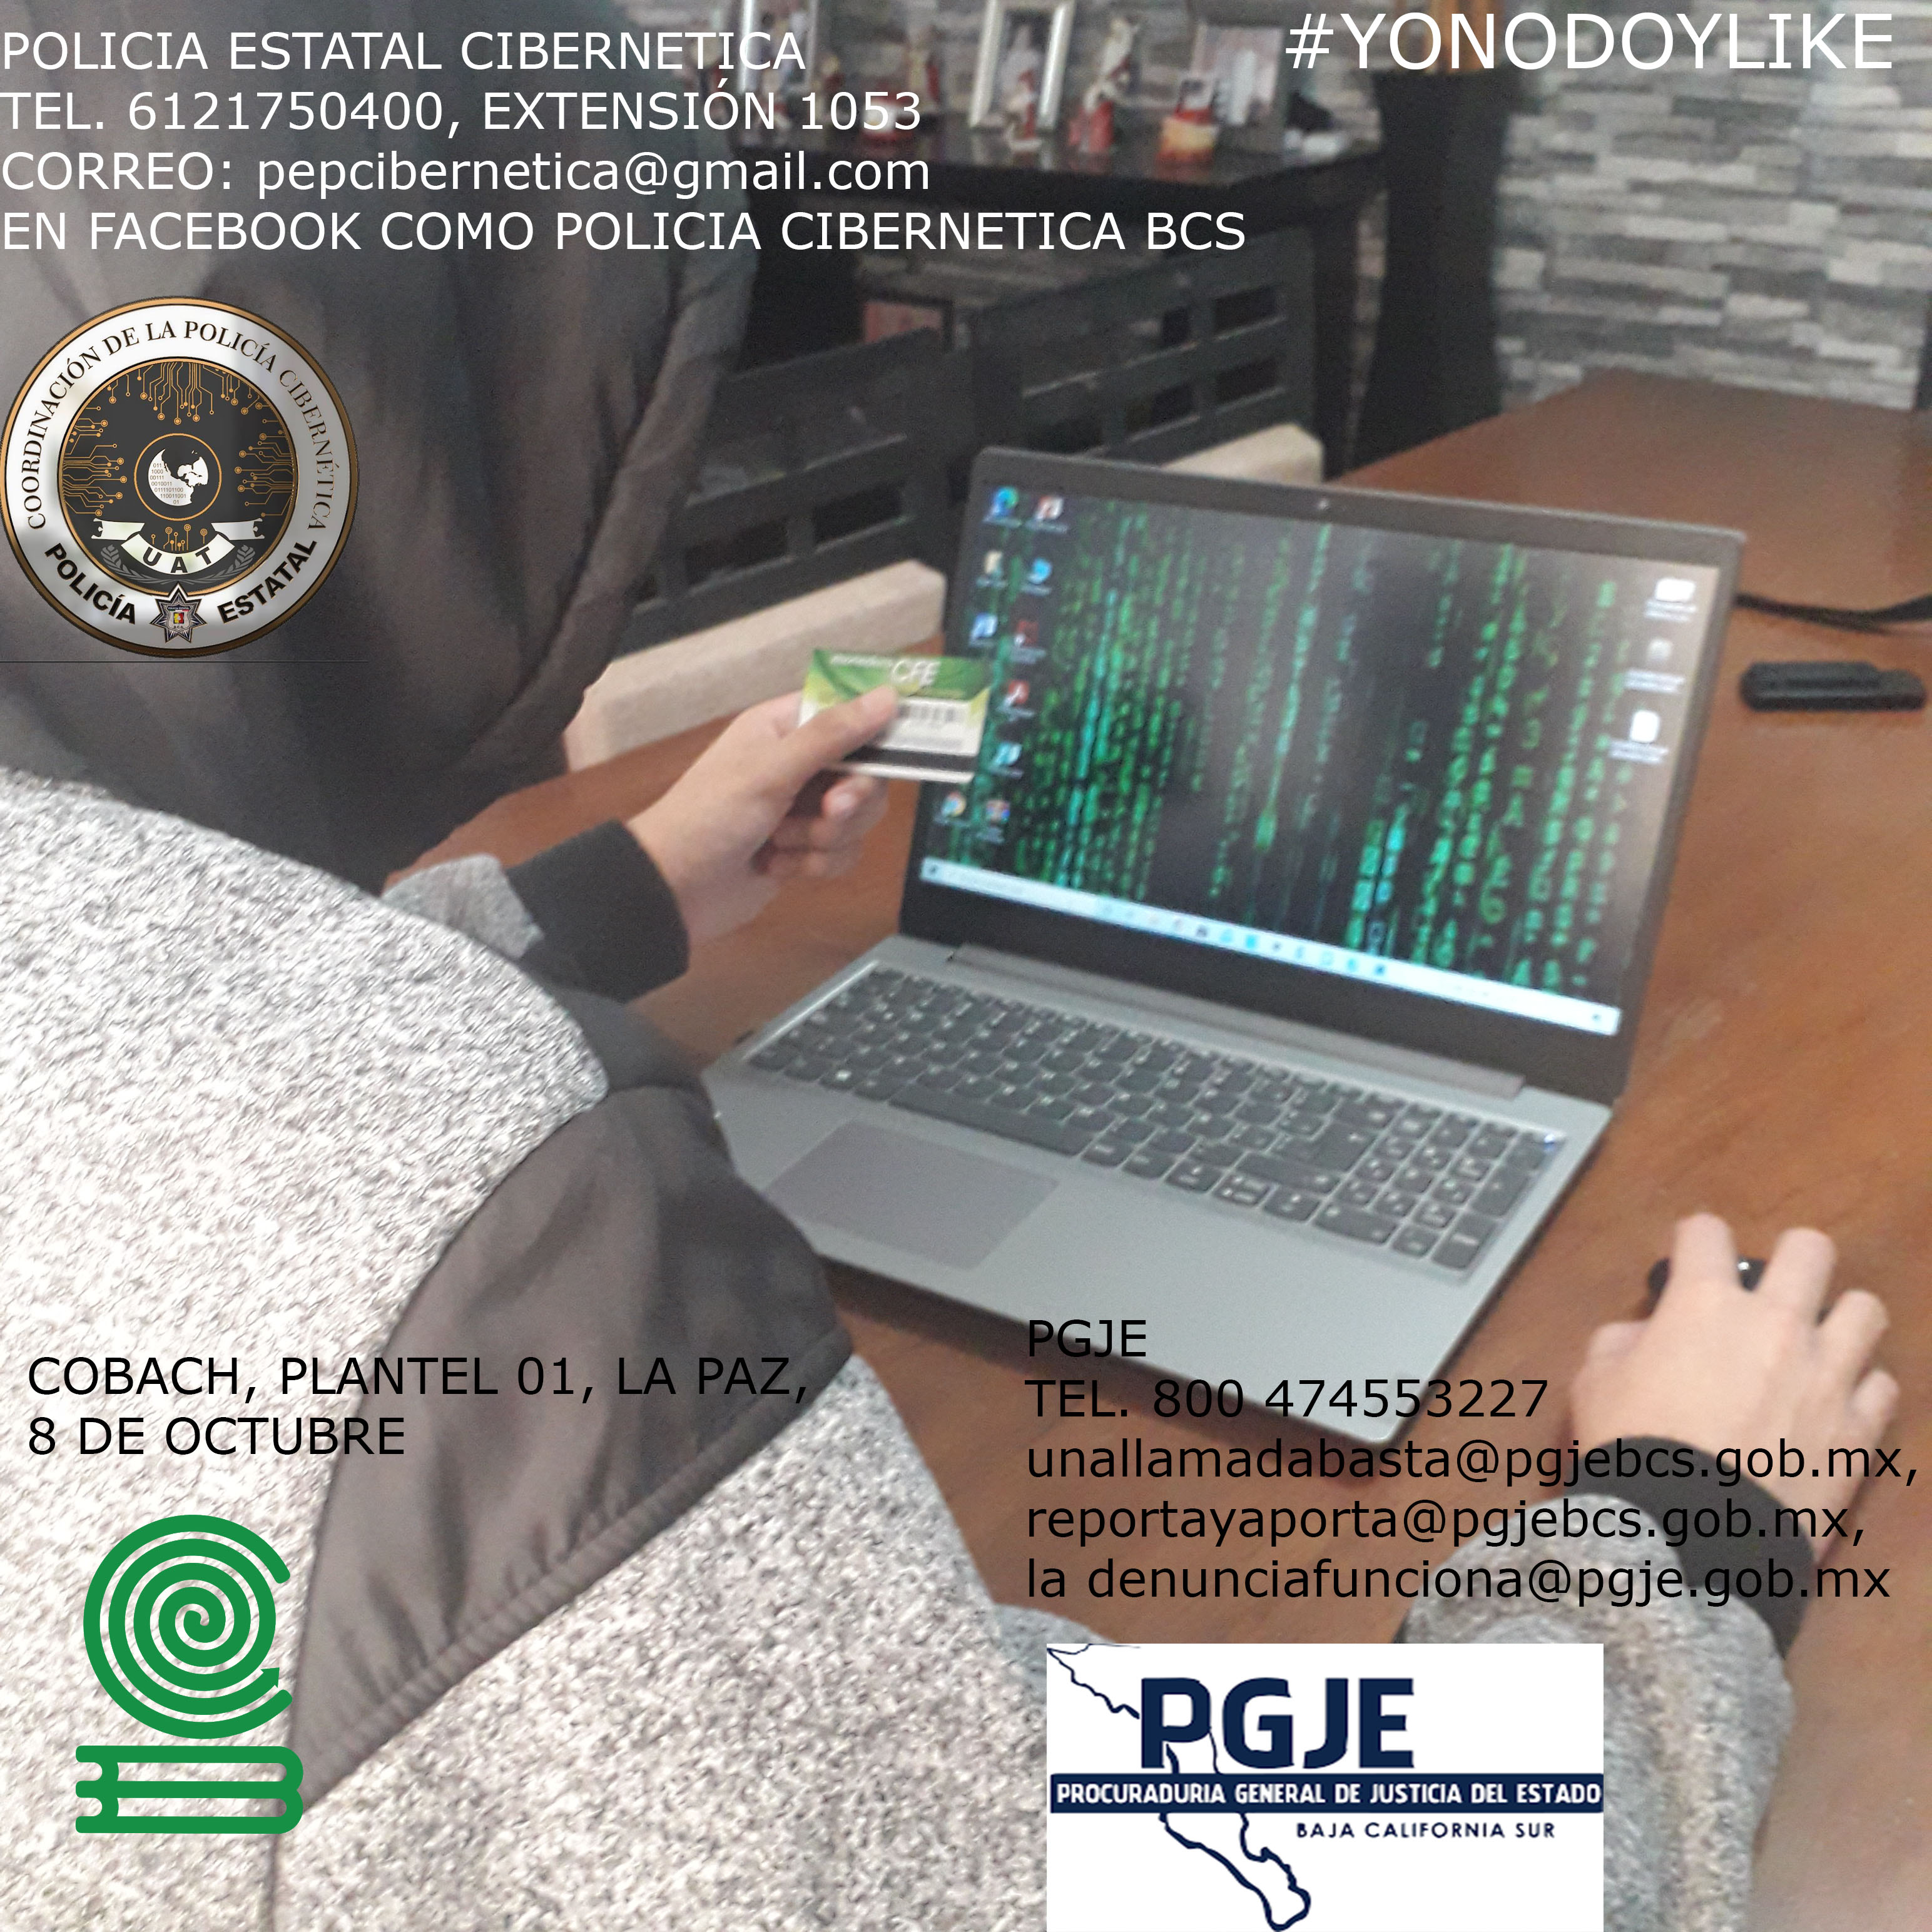 POLICIA ESTATAL CIBERNETICA
TEL. 6121750400, EXTENSIÓN 1053
CORREO: pepcibernetica@gmail.com
EN FACEBOOK COMO POLICIA CIBERNETICA BCS
#YONODOYLIKE
COORDINACIÓN DE LA POLICÍA CIBERNÉTICA
UAT
POLICÍA ESTATAL
CFE
COBACH, PLANTEL 01, LA PAZ,
8 DE OCTUBRE
PGJE
TEL. 800 474553227
unallamadabasta@pgjebcs.gob.mx,
reportayaporta@pgjebcs.gob.mx,
la denunciafunciona@pgje.gob.mx
PGJE
PROCURADURIA GENERAL DE JUSTICIA DEL ESTADO
BAJA CALIFORNIA SUR